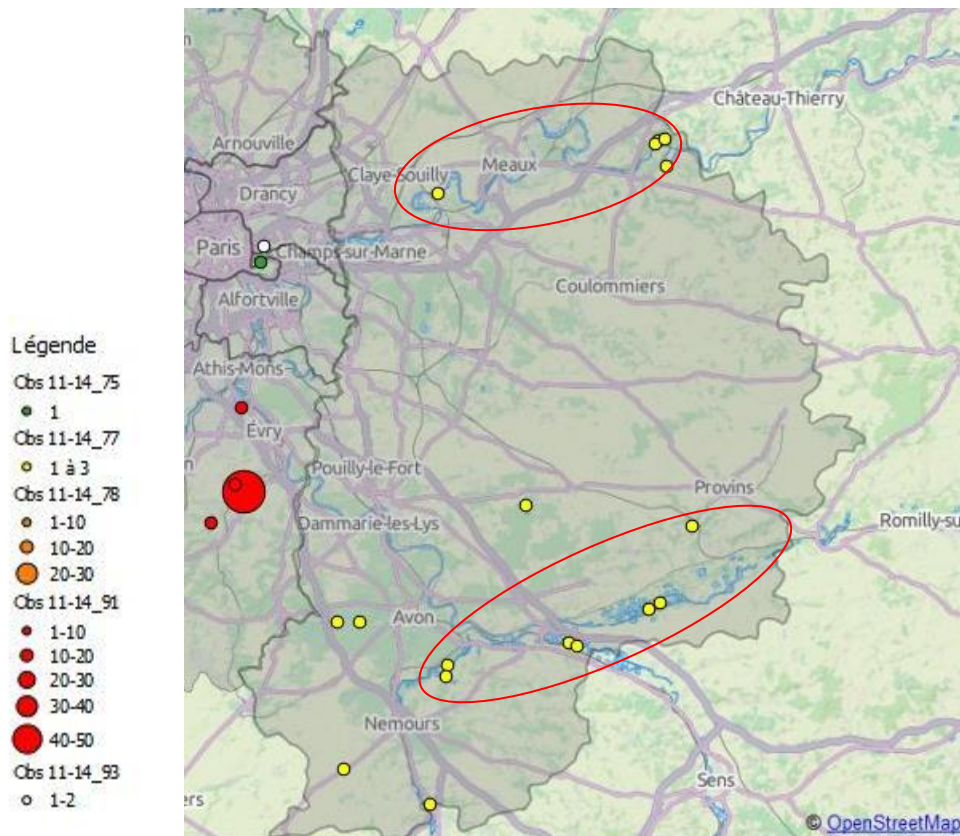 Château-Thierry
Arnouville
Meaux
Claye-Souilly
Drancy
Paris
Champs-sur-Marne
Coulommiers
Alfortville
Légende
Athis-Mons
Obs 11-14_75
1
Évry
Obs 11-14_77
1 à 3
Pouilly-le-Fort
Provins
Obs 11-14_78
1-10
Dammarie-les-Lys
Romilly-su
10-20
20-30
Obs 11-14_91
Avon
1-10
10-20
20-30
30-40
Nemours
40-50
Obs 11-14_93
Sens
1-2
ers
© OpenStreetMap